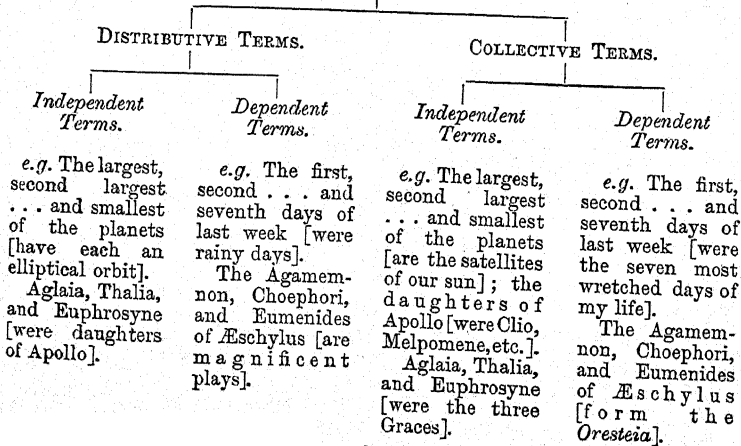 DISTRIBUTIVE TERMS.
COLLECTIVE TERMS.
Independent
Terms.
e.g. The largest,
second largest
. . . and smallest
of the planets
[have each an
elliptical orbit].
Aglaia, Thalia,
and Euphrosyne
[were daughters
of Apollo].
Dependent
Terms.
e.g. The first,
second . . . and
seventh days of
last week [were
rainy days].
The Agamem-
non, Choephori,
and Eumenides
of Æschylus [are
magnificent
plays].
Independent
Terms.
e.g. The largest,
second largest
. . . and smallest
of the planets
[are the satellites
of our sun] ; the
daughters of
Apollo [were Clio,
Melpomene, etc.].
Aglaia, Thalia,
and Euphrosyne
[were the three
Graces].
Dependent
Terms.
e.g. The first,
second . . . and
seventh days of
last week [were
the seven most
wretched days of
my life].
The Agamem-
non, Choephori,
and Eumenides
of Æschylus
[form the
Oresteia].